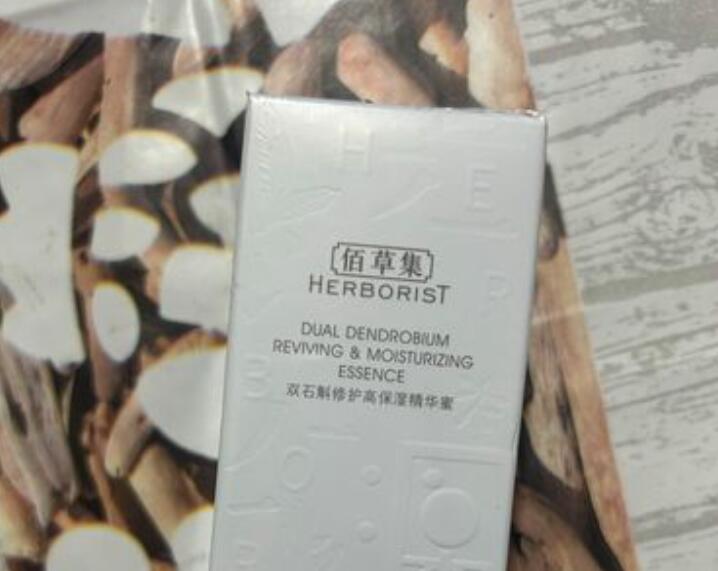 佰草集
HERBORIST
DUAL DENDROBIUM
REVIVING & MOISTURIZING
ESSENCE
双石斛修护高保湿精华蜜